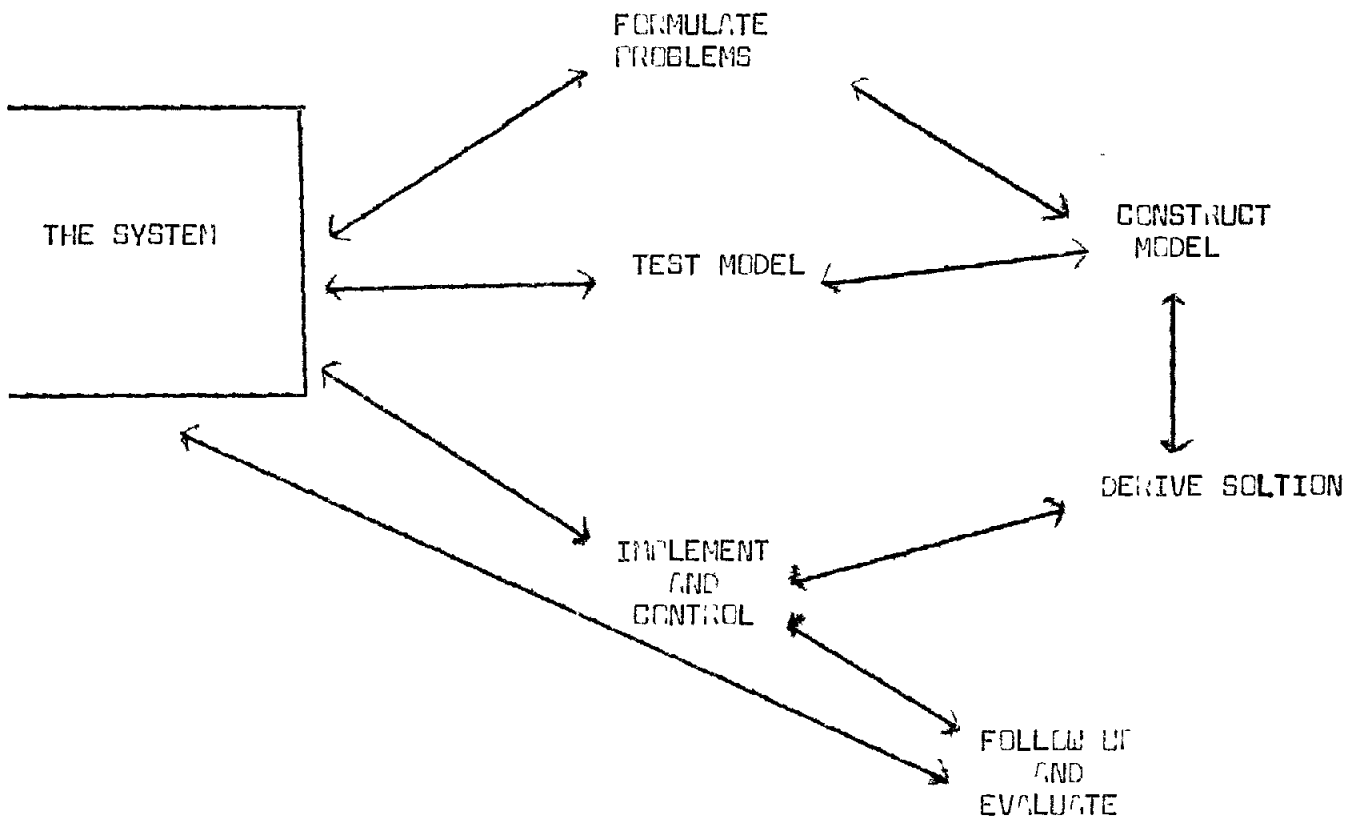 FORMULATE
PROBLEMS
THE SYSTEM
TEST MODEL
CONSTRUCT
MODEL
DERIVE SOLTION
IMPLEMENT
AND
CONTROL
FOLLOW UP
AND
EVALUATE